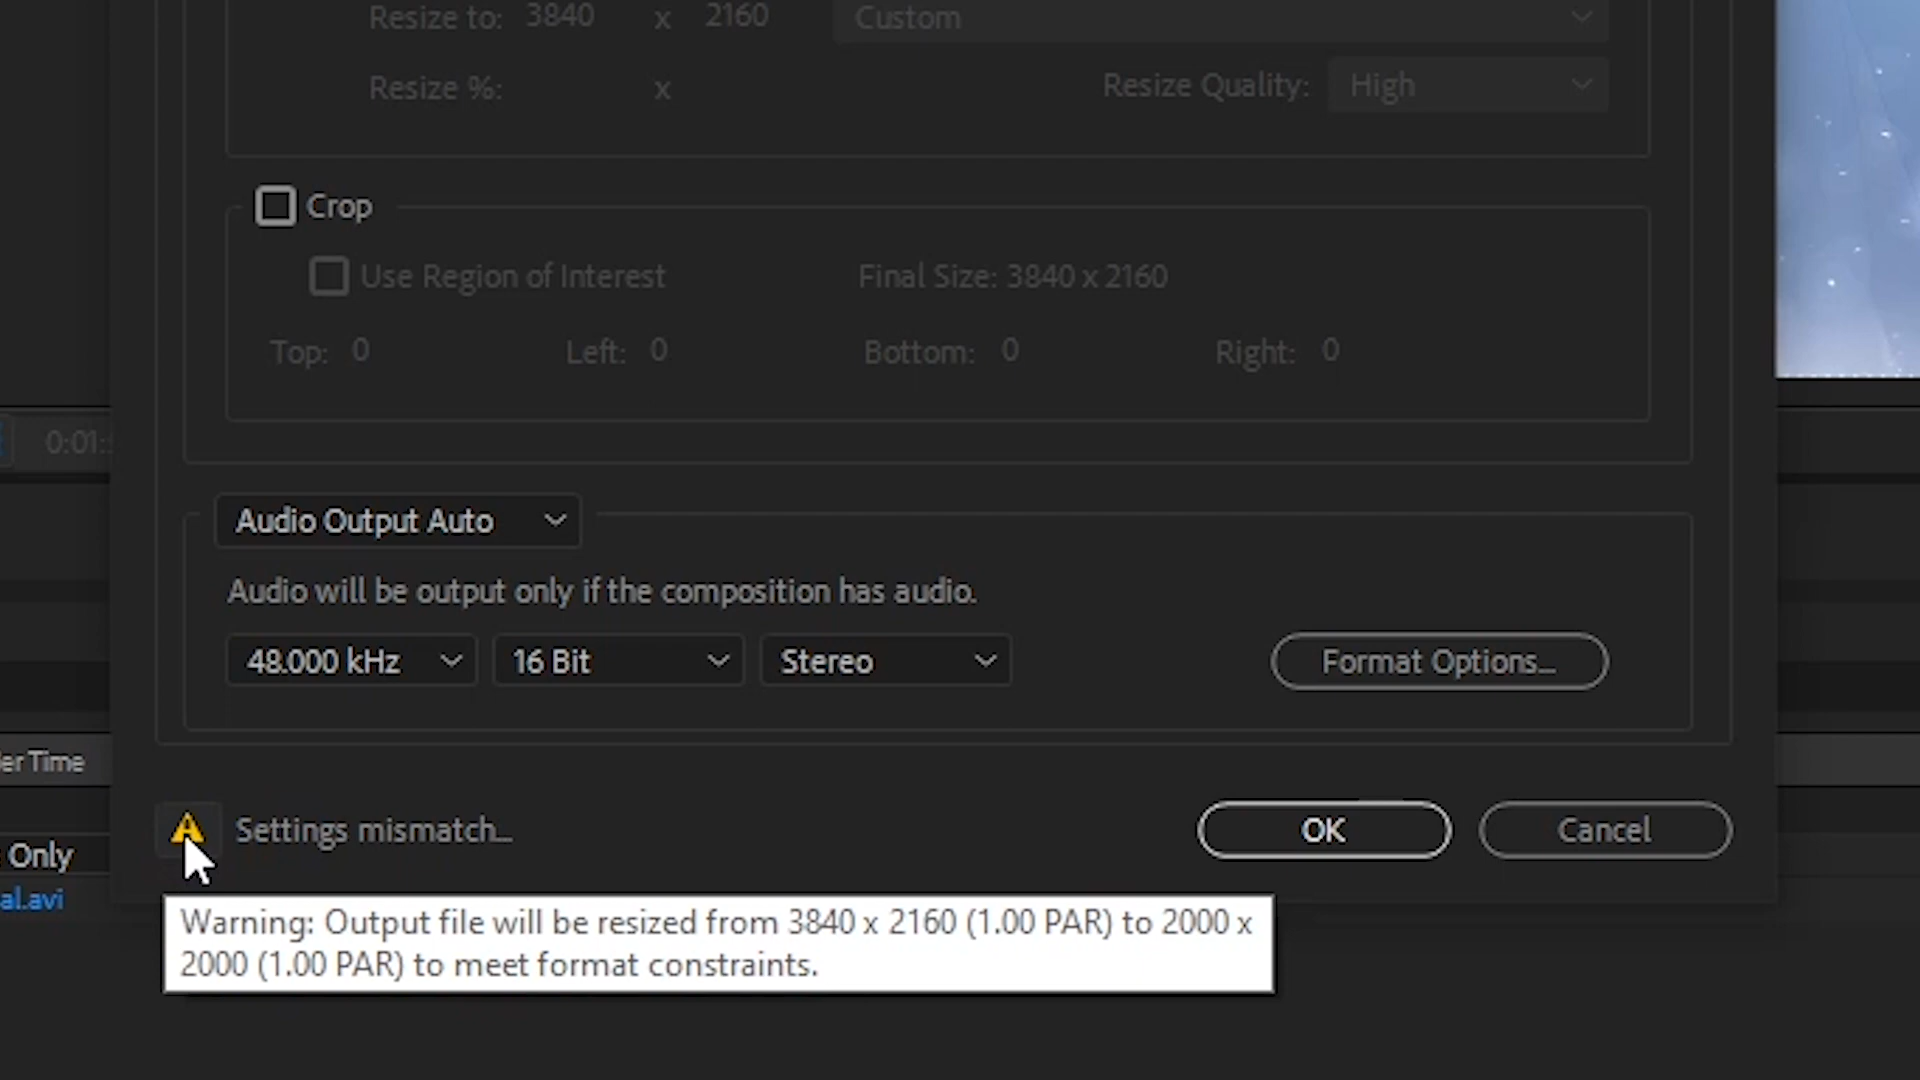 Resize to: 3840 x 2160 Custom
Resize %: x Resize Quality: High
Crop
Use Region of Interest Final Size: 3840 x 2160
Top: 0 Left: 0 Bottom: 0 Right: 0
0:01:
Audio Output Auto
Audio will be output only if the composition has audio.
48.000 kHz 16 Bit Stereo Format Options...
er Time
Settings mismatch... OK Cancel
Only
al.avi
Warning: Output file will be resized from 3840 x 2160 (1.00 PAR) to 2000 x
2000 (1.00 PAR) to meet format constraints.